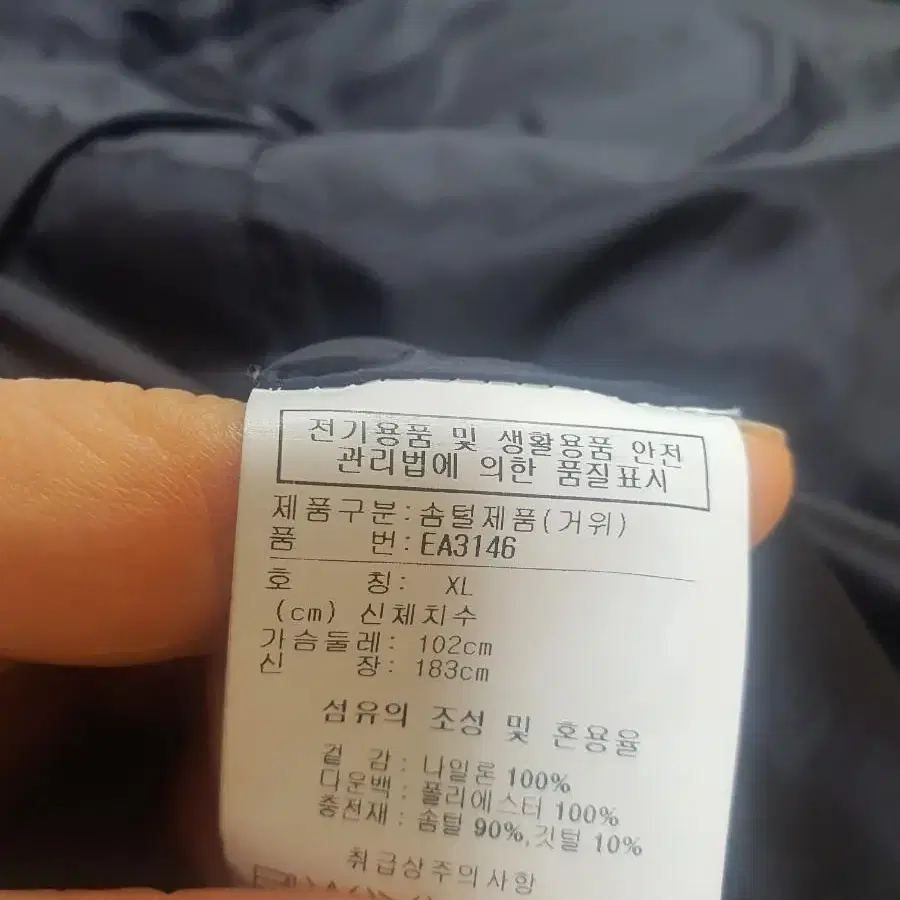 전기용품 및 생활용품 안전
관리법에 의한 품질표시
제품구분:솜털제품(거위)
품 번:EA3146
호 칭: XL
(cm) 신체치수
가슴둘레: 102cm
신 장: 183cm
섬유의 조성 및 혼용율
겉 감 : 나일론 100%
다운백 : 폴리에스터 100%
충전재 : 솜털 90%,깃털 10%
취급상주의사항